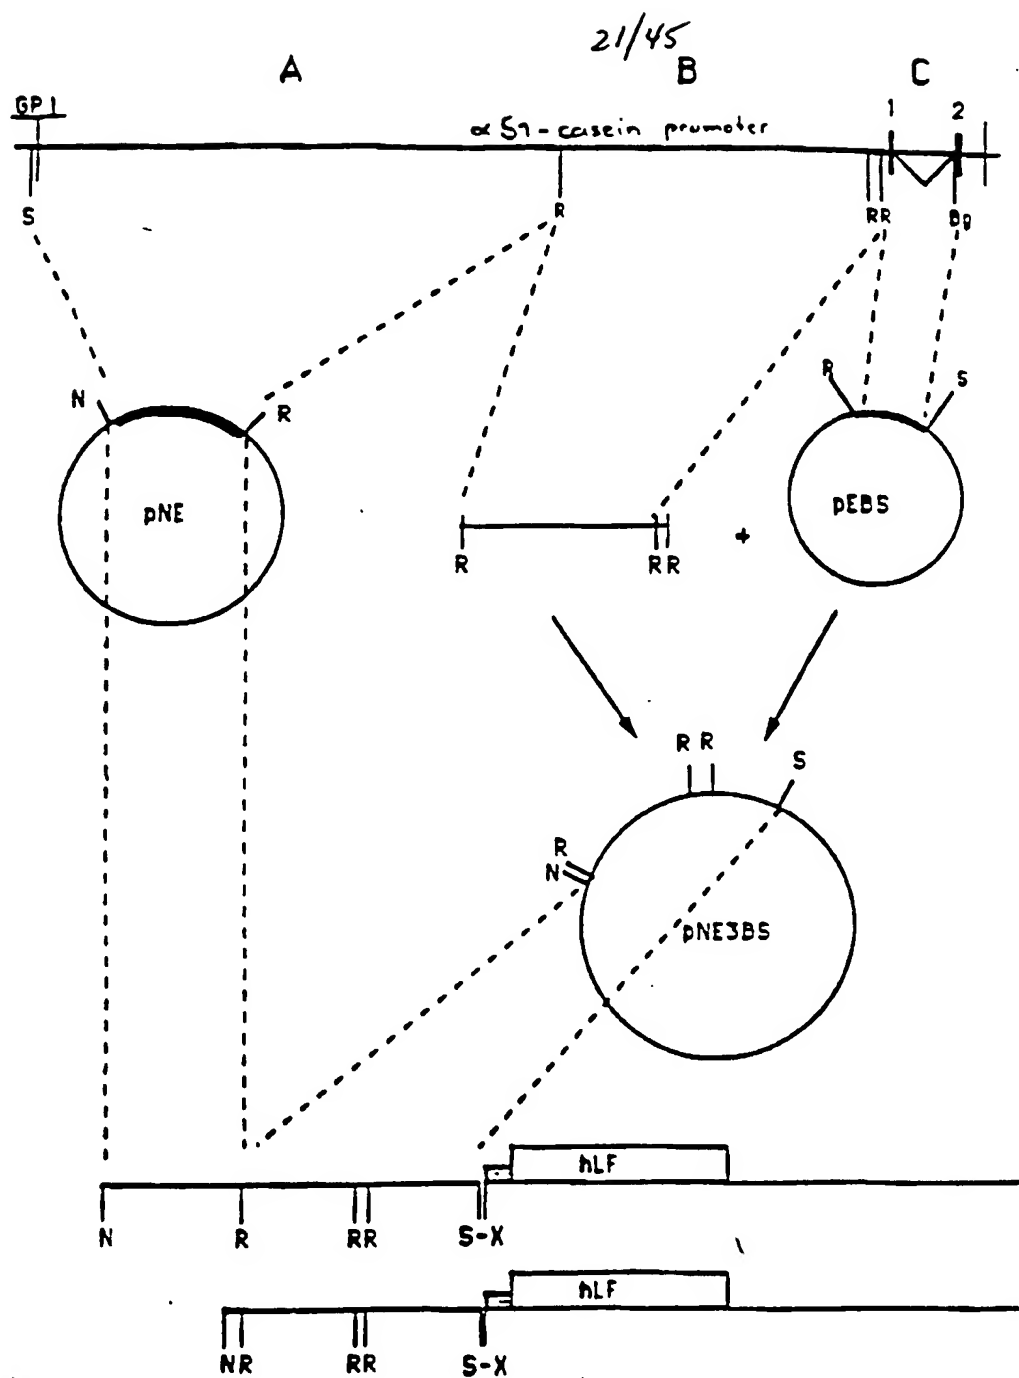 21/45
A B C
GP1
αS1-casein promoter
1 2
S R RR Bg
N R
R S
pNE
pEBS
R RR
+
R R S
R
N
pNE3BS
hLF
N R RR S-X
hLF
NR RR S-X